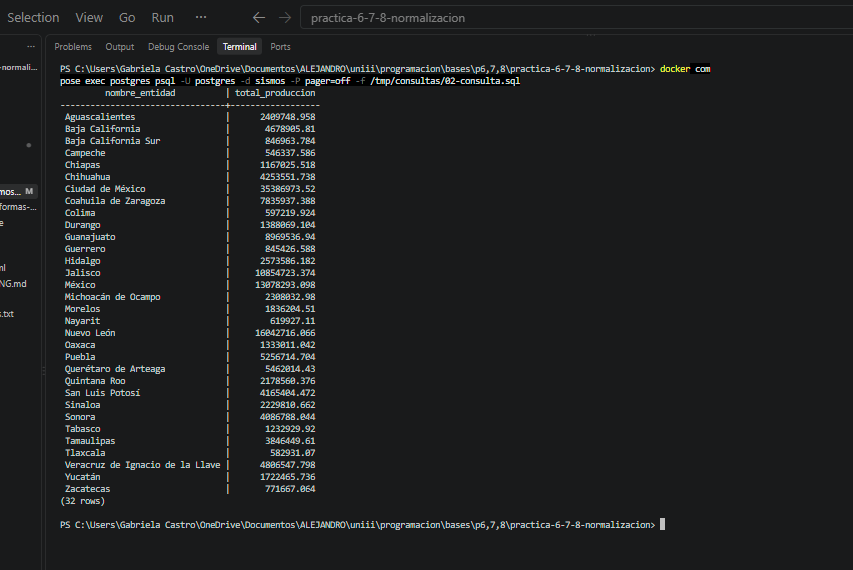 Selection View Go Run ··· ← → practica-6-7-8-normalizacion
··· Problems Output Debug Console Terminal Ports
-normali...
PS C:\Users\Gabriela Castro\OneDrive\Documentos\ALEJANDRO\uniii\programacion\bases\p6,7,8\practica-6-7-8-normalizacion> docker com
pose exec postgres psql -U postgres -d sismos -P pager=off -f /tmp/consultas/02-consulta.sql
nombre_entidad | total_produccion
---------------------------------+------------------
Aguascalientes | 2409748.958
Baja California | 4678905.81
Baja California Sur | 846963.784
Campeche | 546337.586
Chiapas | 1167025.518
Chihuahua | 4253551.738
mos... M
Ciudad de México | 35386973.52
Coahuila de Zaragoza | 7835937.388
formas-...
Colima | 597219.924
e
Durango | 1388069.104
Guanajuato | 8969536.94
Guerrero | 845426.588
Hidalgo | 2573586.182
ml
Jalisco | 10854723.374
NG.md
México | 13078293.098
Michoacán de Ocampo | 2308032.98
Morelos | 1836204.51
s.txt
Nayarit | 619927.11
Nuevo León | 16042716.066
Oaxaca | 1333011.042
Puebla | 5256714.704
Querétaro de Arteaga | 5462014.43
Quintana Roo | 2178560.376
San Luis Potosí | 4165404.472
Sinaloa | 2229810.662
Sonora | 4086788.044
Tabasco | 1232929.92
Tamaulipas | 3846449.61
Tlaxcala | 582931.07
Veracruz de Ignacio de la Llave | 4806547.798
Yucatán | 1722465.736
Zacatecas | 771667.064
(32 rows)
PS C:\Users\Gabriela Castro\OneDrive\Documentos\ALEJANDRO\uniii\programacion\bases\p6,7,8\practica-6-7-8-normalizacion>